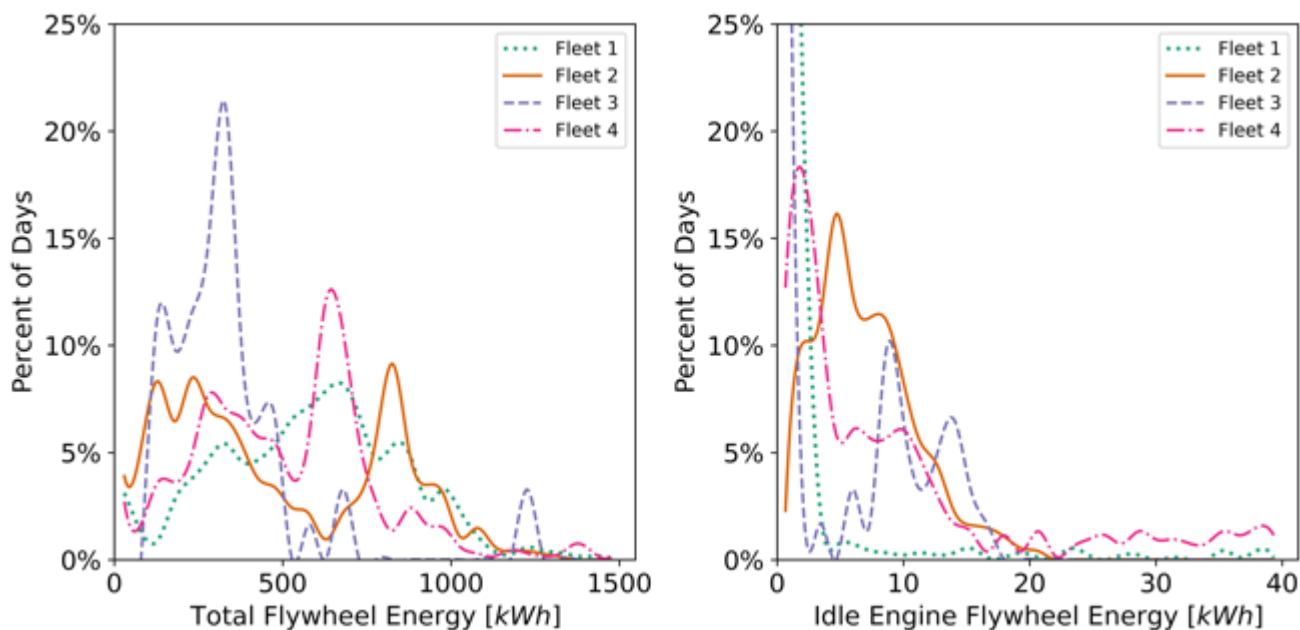 25%
20%
15%
10%
5%
0%
Percent of Days
0
500
1000
1500
Total Flywheel Energy [kWh]
Fleet 1
Fleet 2
Fleet 3
Fleet 4
25%
20%
15%
10%
5%
0%
Percent of Days
0
10
20
30
40
Idle Engine Flywheel Energy [kWh]
Fleet 1
Fleet 2
Fleet 3
Fleet 4